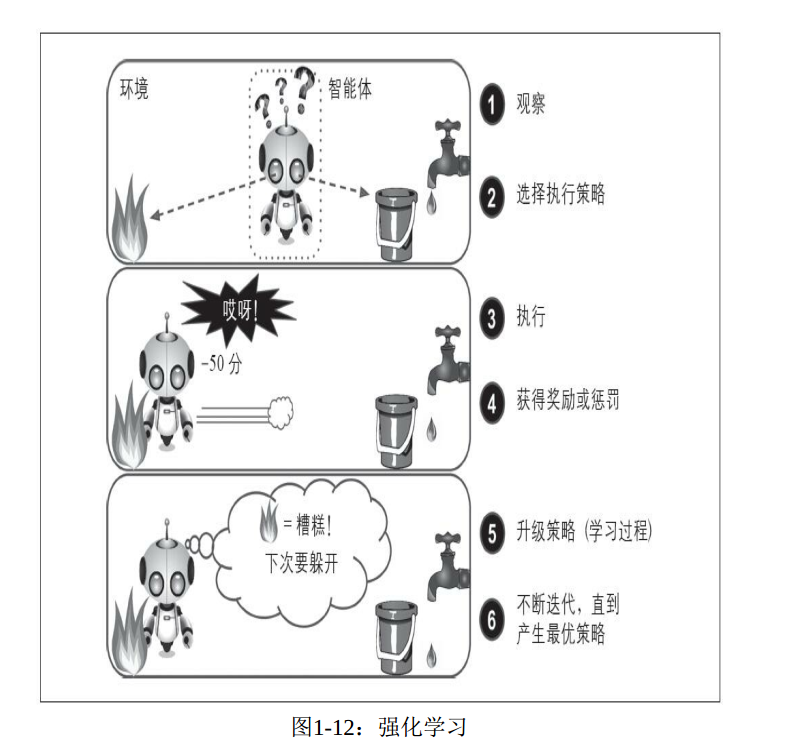 环境
智能体
???
1 观察
2 选择执行策略
哎呀!
-50 分
3 执行
4 获得奖励或惩罚
= 槽糕!
下次要躲开
5 升级策略 (学习过程)
6 不断迭代,直到
产生最优策略
图1-12:强化学习